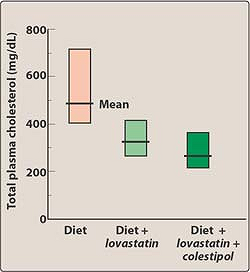 Total plasma cholesterol (mg/dL)
800
600
400
200
0
Mean
Diet
Diet +
lovastatin
Diet +
lovastatin +
colestipol